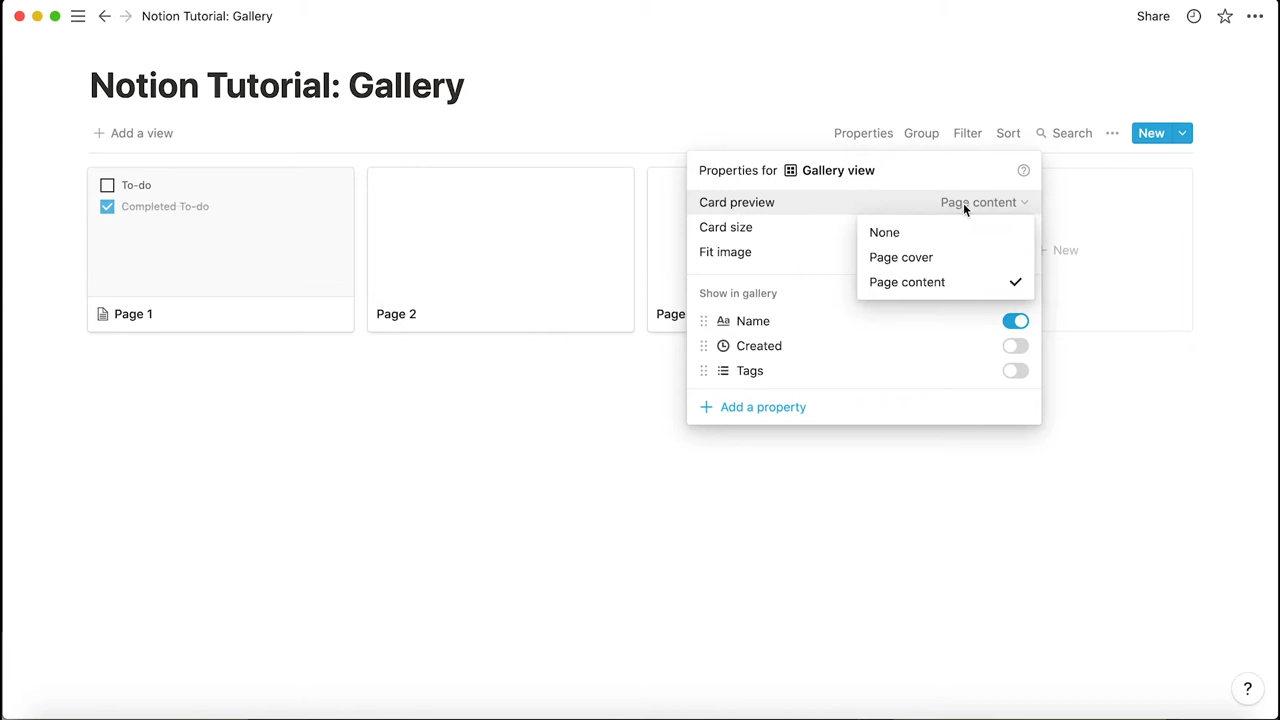 Notion Tutorial: Gallery
Share
Notion Tutorial: Gallery
Add a view
Properties Group Filter Sort Search New
Properties for Gallery view
Card preview Page content
Card size
Fit image
None
Page cover
Page content
Show in gallery
Name
Created
Tags
Add a property
To-do
Completed To-do
Page 1
Page 2
Page
New
?